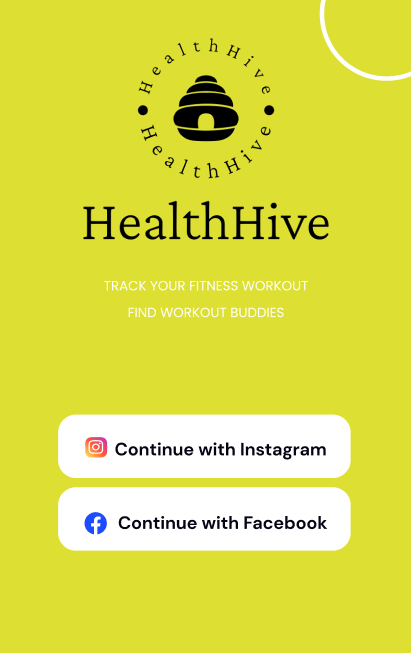 HealthHive
HealthHive
HealthHive
TRACK YOUR FITNESS WORKOUT
FIND WORKOUT BUDDIES
Continue with Instagram
Continue with Facebook